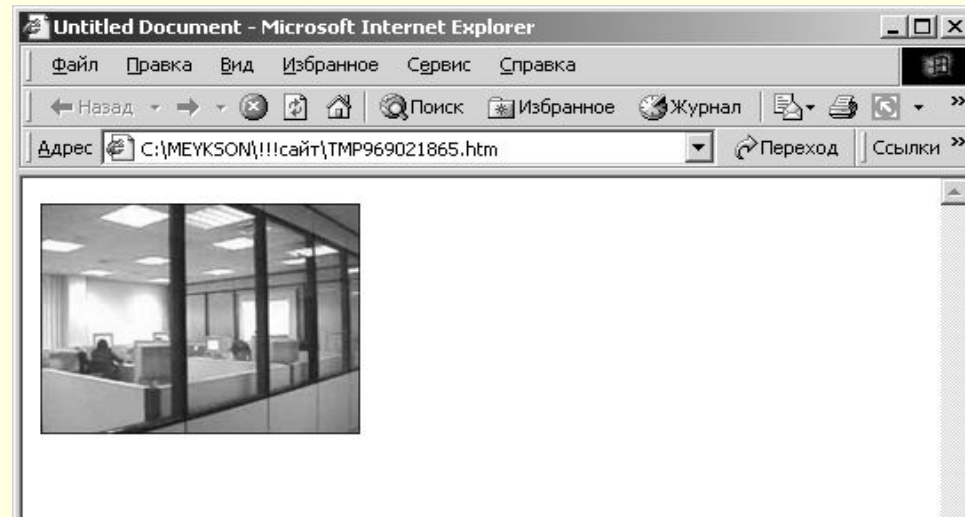 Untitled Document - Microsoft Internet Explorer
Файл Правка Вид Избранное Сервис Справка
Назад Поиск Избранное Журнал »
Адрес C:\MEYKSON\!!!сайт\TMP969021865.htm Переход Ссылки »